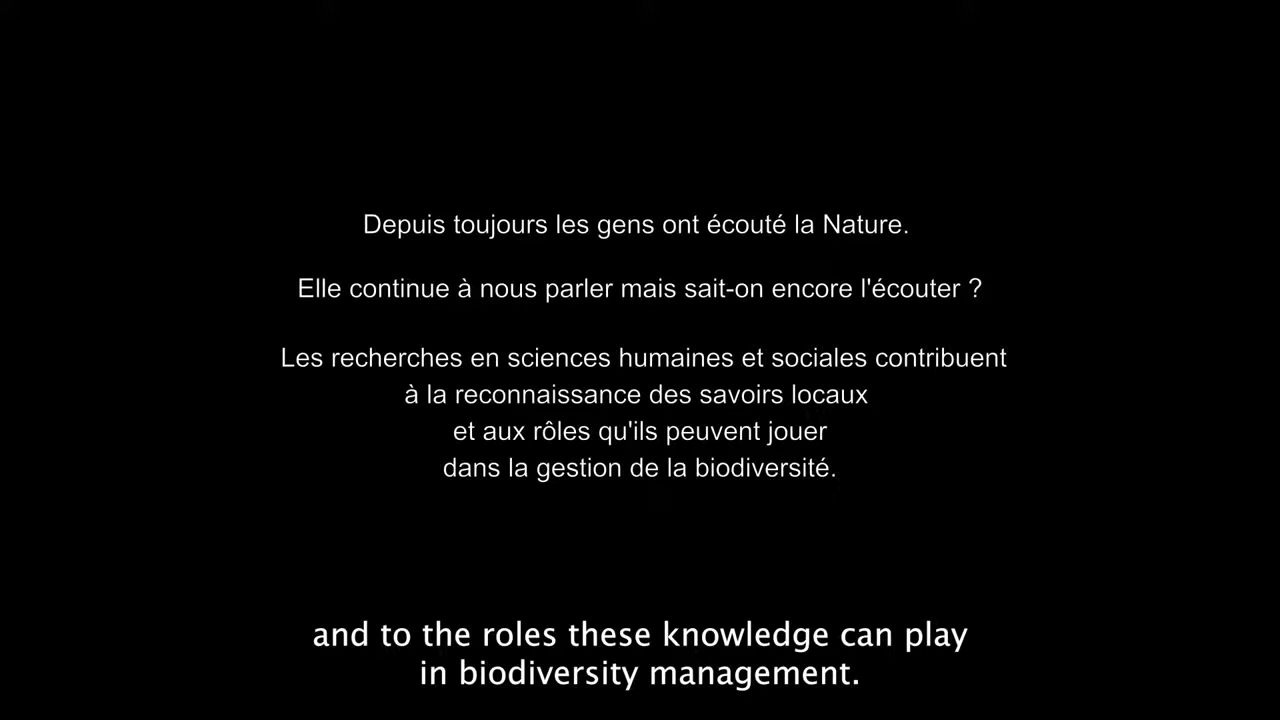 Depuis toujours les gens ont écouté la Nature.
Elle continue à nous parler mais sait-on encore l'écouter ?
Les recherches en sciences humaines et sociales contribuent
à la reconnaissance des savoirs locaux
et aux rôles qu'ils peuvent jouer
dans la gestion de la biodiversité.
and to the roles these knowledge can play
in biodiversity management.